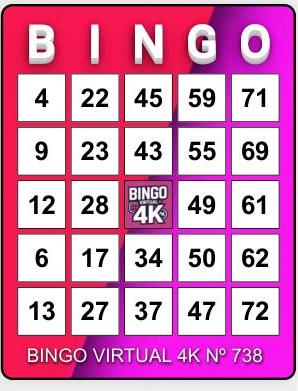 B I N G O
4 22 45 59 71
9 23 43 55 69
12 28 BINGO VIRTUAL 4K 49 61
6 17 34 50 62
13 27 37 47 72
BINGO VIRTUAL 4K Nº 738